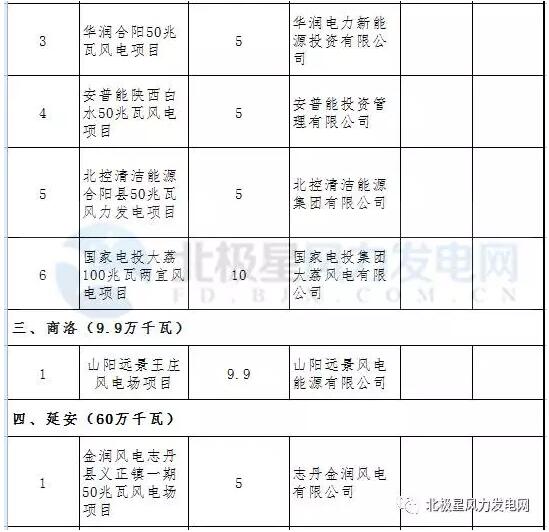 3
华润合阳50兆
瓦风电项目
5
华润电力新能
源投资有限公
司
4
安普能陕西白
水50兆瓦风电
项目
5
安普能投资管
理有限公司
5
北控清洁能源
合阳县50兆瓦
风力发电项目
5
北控清洁能源
集团有限公司
6
国家电投大荔
100兆瓦两宜风
电项目
10
国家电投集团
大荔风电有限
公司
北极星风力发电网
FD.BJX.COM.CN
三、商洛（9.9万千瓦）
1
山阳远景王庄
风电场项目
9.9
山阳远景风电
能源有限公司
四、延安（60万千瓦）
1
金润风电志丹
县义正镇一期
50兆瓦风电场
项目
5
志丹金润风电
有限公司
北极星风力发电网